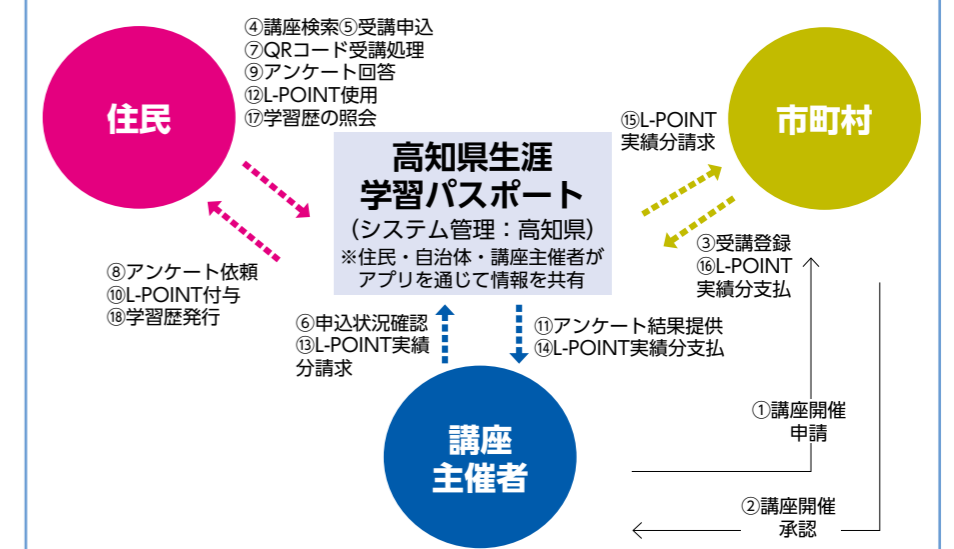 ④講座検索⑤受講申込
⑦QRコード受講処理
⑨アンケート回答
⑫L-POINT使用
⑰学習歴の照会
住民
市町村
⑮L-POINT
実績分請求
高知県生涯
学習パスポート
（システム管理：高知県）
※住民・自治体・講座主催者が
アプリを通じて情報を共有
③受講登録
⑯L-POINT
実績分支払
⑧アンケート依頼
⑩L-POINT付与
⑱学習歴発行
⑥申込状況確認
⑬L-POINT実績
分請求
⑪アンケート結果提供
⑭L-POINT実績分支払
講座
主催者
①講座開催
申請
②講座開催
承認